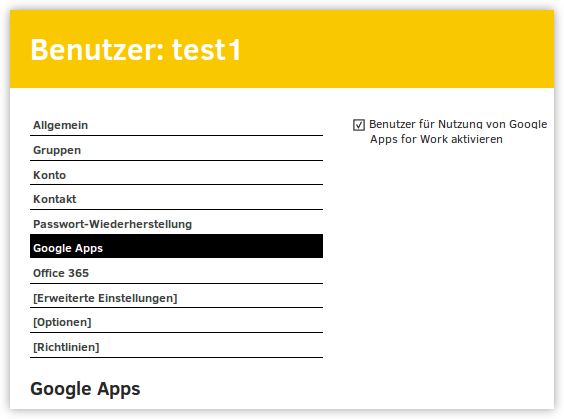 Benutzer: test1
Allgemein
Gruppen
Konto
Kontakt
Passwort-Wiederherstellung
Google Apps
Office 365
[Erweiterte Einstellungen]
[Optionen]
[Richtlinien]
Benutzer für Nutzung von Google
Apps for Work aktivieren
Google Apps